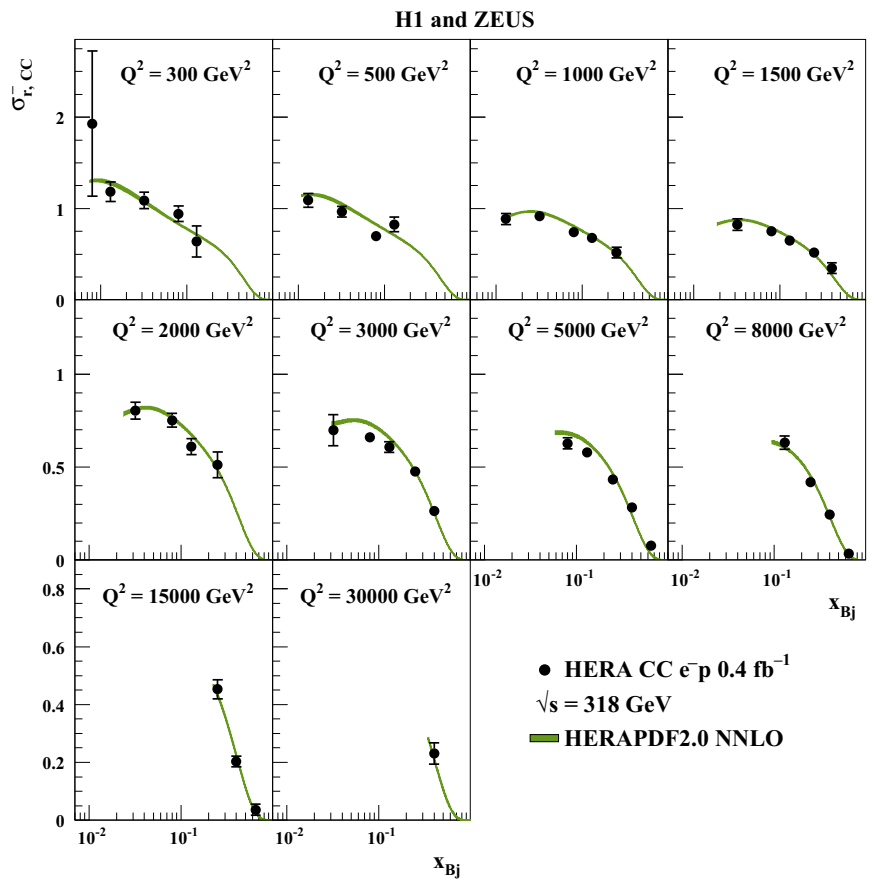 H1 and ZEUS
σ⁻r, CC
Q² = 300 GeV²
Q² = 500 GeV²
Q² = 1000 GeV²
Q² = 1500 GeV²
2
1
0
Q² = 2000 GeV²
Q² = 3000 GeV²
Q² = 5000 GeV²
Q² = 8000 GeV²
1
0.5
0
10⁻² 10⁻¹ 10⁻² 10⁻¹
x_Bj
Q² = 15000 GeV²
Q² = 30000 GeV²
0.8
0.6
0.4
0.2
0
10⁻² 10⁻¹ 10⁻² 10⁻¹
x_Bj
HERA CC e⁻p 0.4 fb⁻¹
√s = 318 GeV
HERAPDF2.0 NNLO